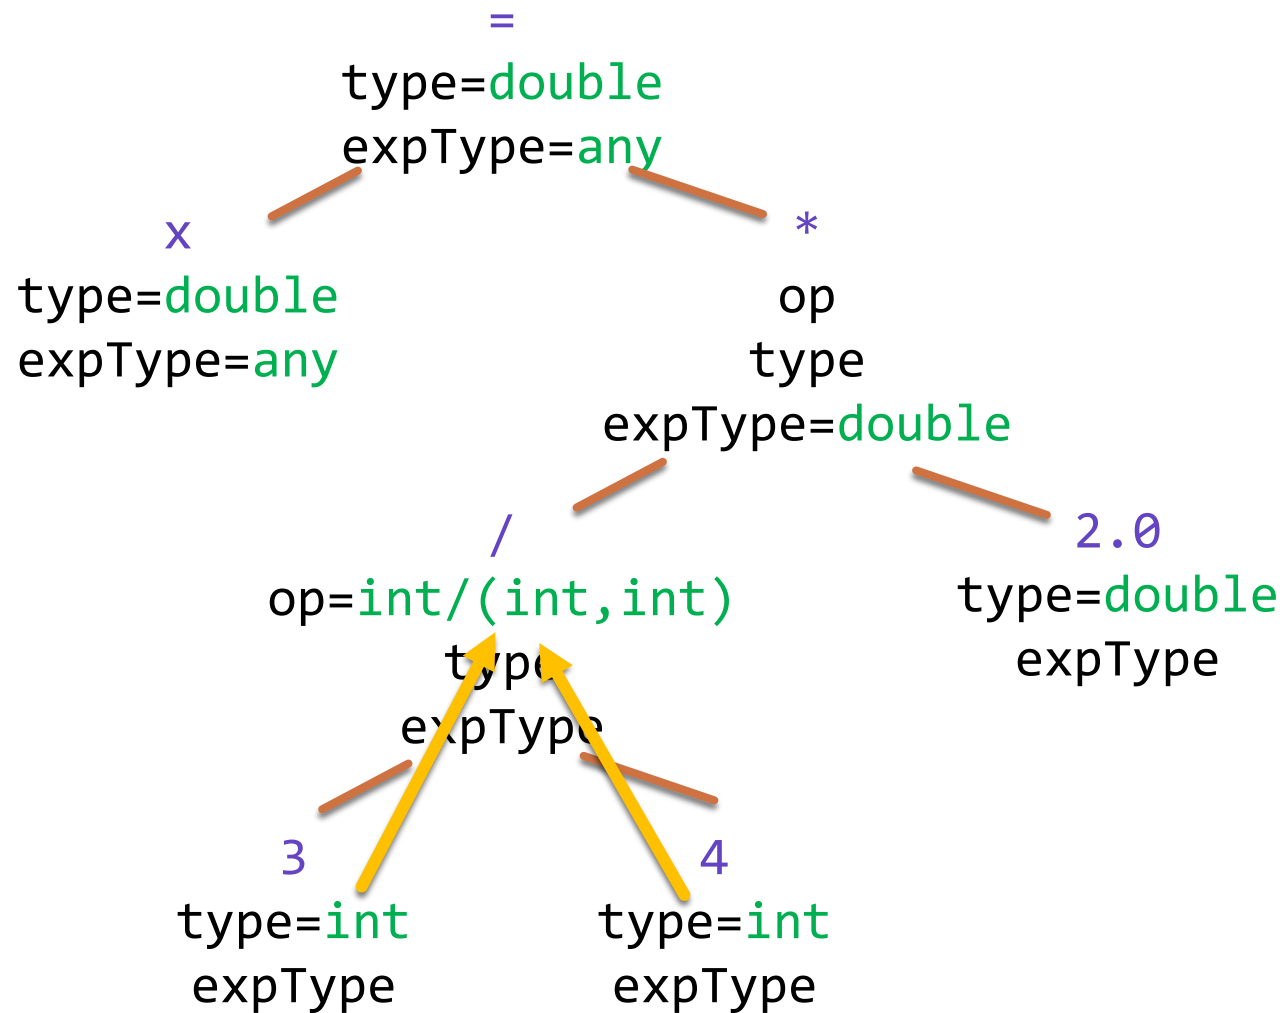 =
type=double
expType=any
x
type=double
expType=any
*
op
type
expType=double
/
op=int/(int,int)
type
expType
2.0
type=double
expType
3
type=int
expType
4
type=int
expType